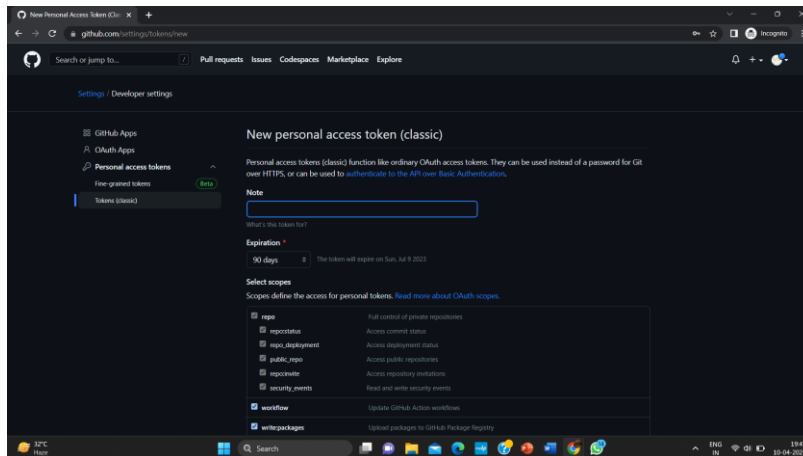 New Personal Access Token (Clas
github.com/settings/tokens/new
Incognito
Search or jump to...
/
Pull requests Issues Codespaces Marketplace Explore
Settings / Developer settings
GitHub Apps
OAuth Apps
Personal access tokens
Fine-grained tokens
Beta
Tokens (classic)
New personal access token (classic)
Personal access tokens (classic) function like ordinary OAuth access tokens. They can be used instead of a password for Git
over HTTPS, or can be used to authenticate to the API over Basic Authentication.
Note
What's this token for?
Expiration *
90 days
The token will expire on Sun, Jul 9 2023
Select scopes
Scopes define the access for personal tokens. Read more about OAuth scopes.
repo Full control of private repositories
repo:status Access commit status
repo_deployment Access deployment status
public_repo Access public repositories
repo:invite Access repository invitations
security_events Read and write security events
workflow Update GitHub Action workflows
write:packages Upload packages to GitHub Package Registry
32°C
Haze
Search
ENG
IN
19:4
10-04-202